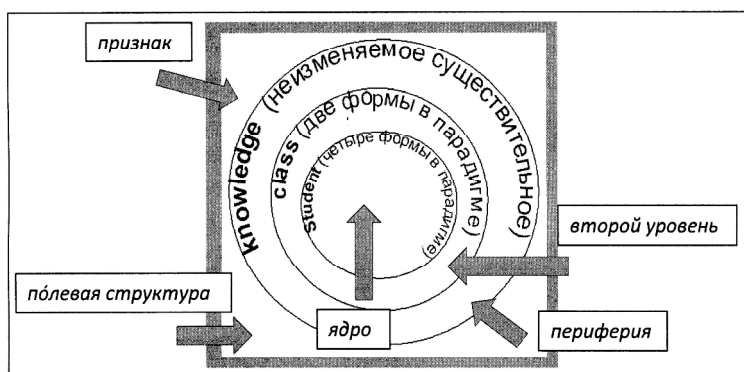 признак
knowledge (неизменяемое существительное)
class (две формы в парадигме)
student (четыре формы в парадигме)
второй уровень
по́левая структура
ядро
периферия